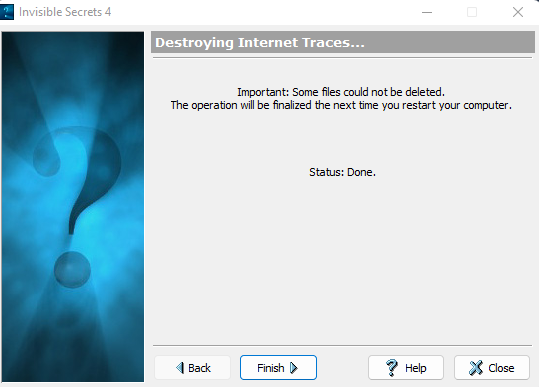 Invisible Secrets 4
Destroying Internet Traces...
Important: Some files could not be deleted.
The operation will be finalized the next time you restart your computer.
Status: Done.
Back
Finish
Help
Close